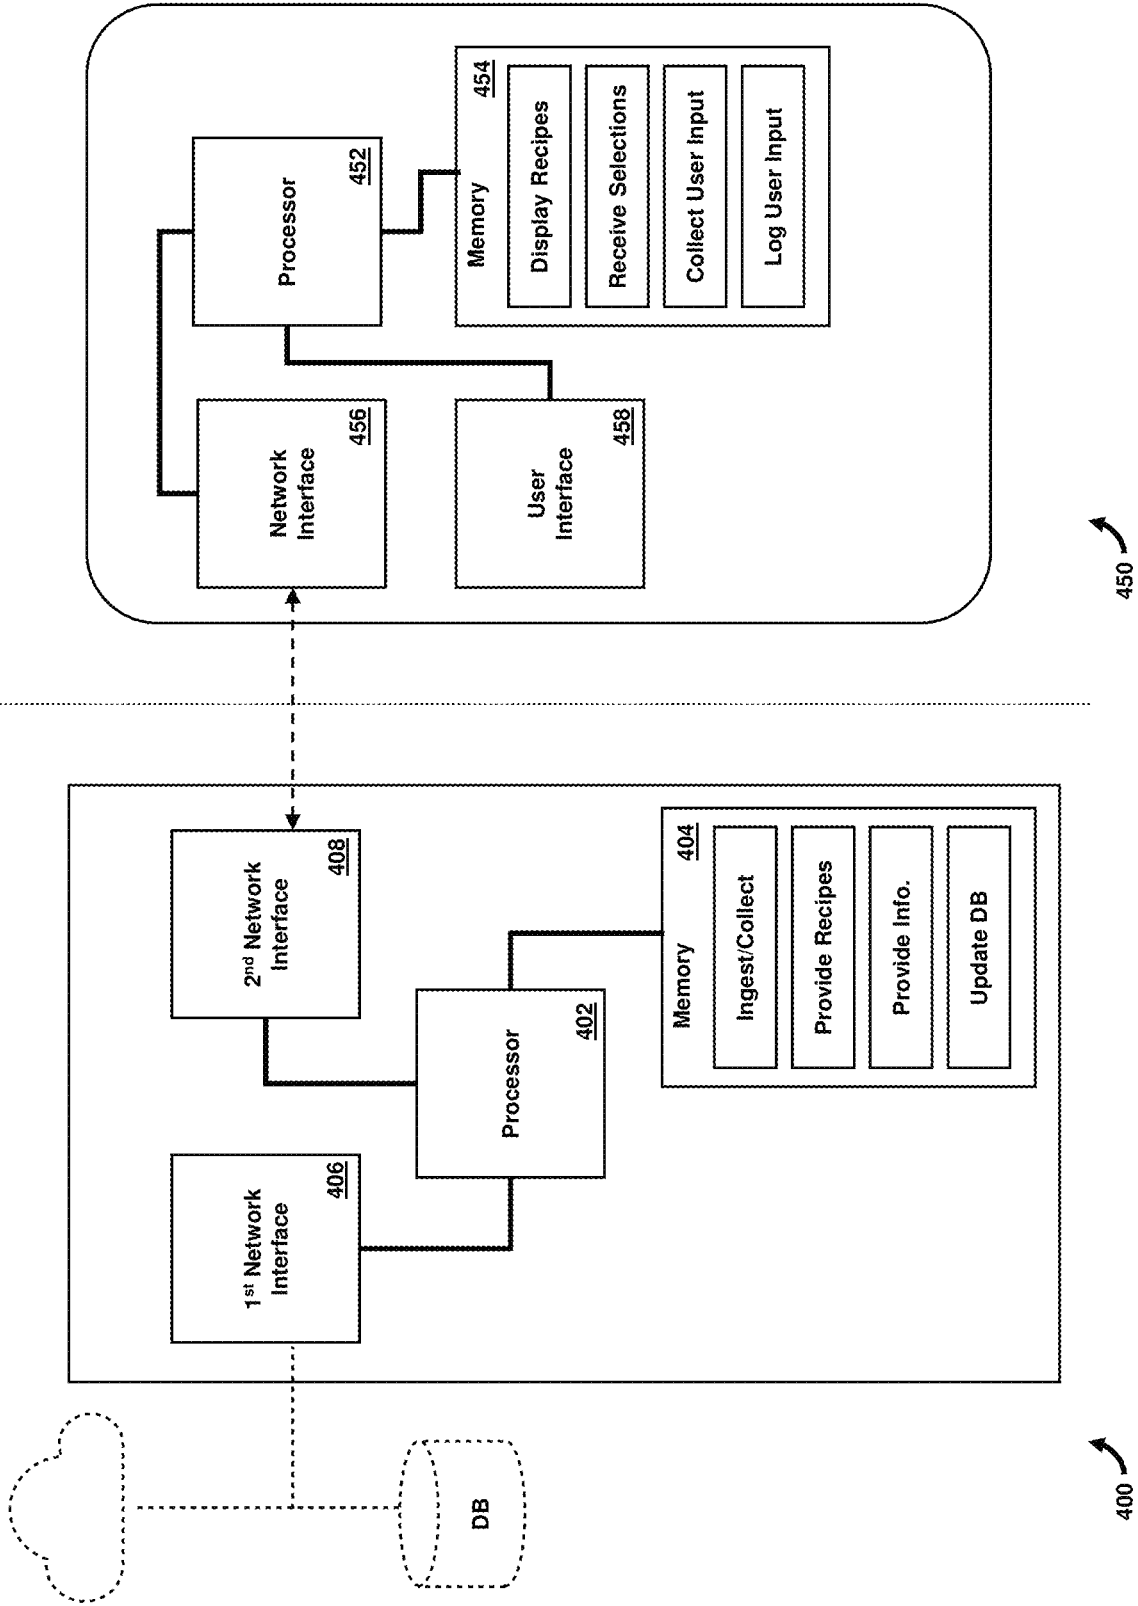 DB
1st Network
Interface
406
2nd Network
Interface
408
Processor
402
Memory
404
Ingest/Collect
Provide Recipes
Provide Info.
Update DB
400
Network
Interface
456
Processor
452
User
Interface
458
Memory
454
Display Recipes
Receive Selections
Collect User Input
Log User Input
450